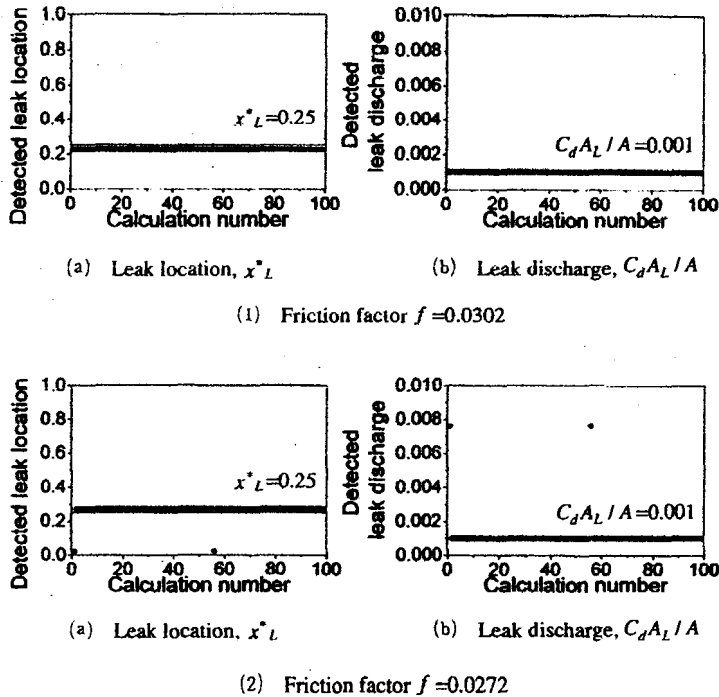 Detected leak location
1.0
0.8
0.6
0.4
0.2
0.0
x*L=0.25
0 20 40 60 80 100
Calculation number
Detected
leak discharge
0.010
0.008
0.006
0.004
0.002
0.000
CdAL / A=0.001
0 20 40 60 80 100
Calculation number
(a) Leak location, x*L
(b) Leak discharge, CdAL / A
(1) Friction factor f =0.0302
Detected leak location
1.0
0.8
0.6
0.4
0.2
0.0
x*L=0.25
0 20 40 60 80 100
Calculation number
Detected
leak discharge
0.010
0.008
0.006
0.004
0.002
0.000
CdAL / A=0.001
0 20 40 60 80 100
Calculation number
(a) Leak location, x*L
(b) Leak discharge, CdAL / A
(2) Friction factor f =0.0272